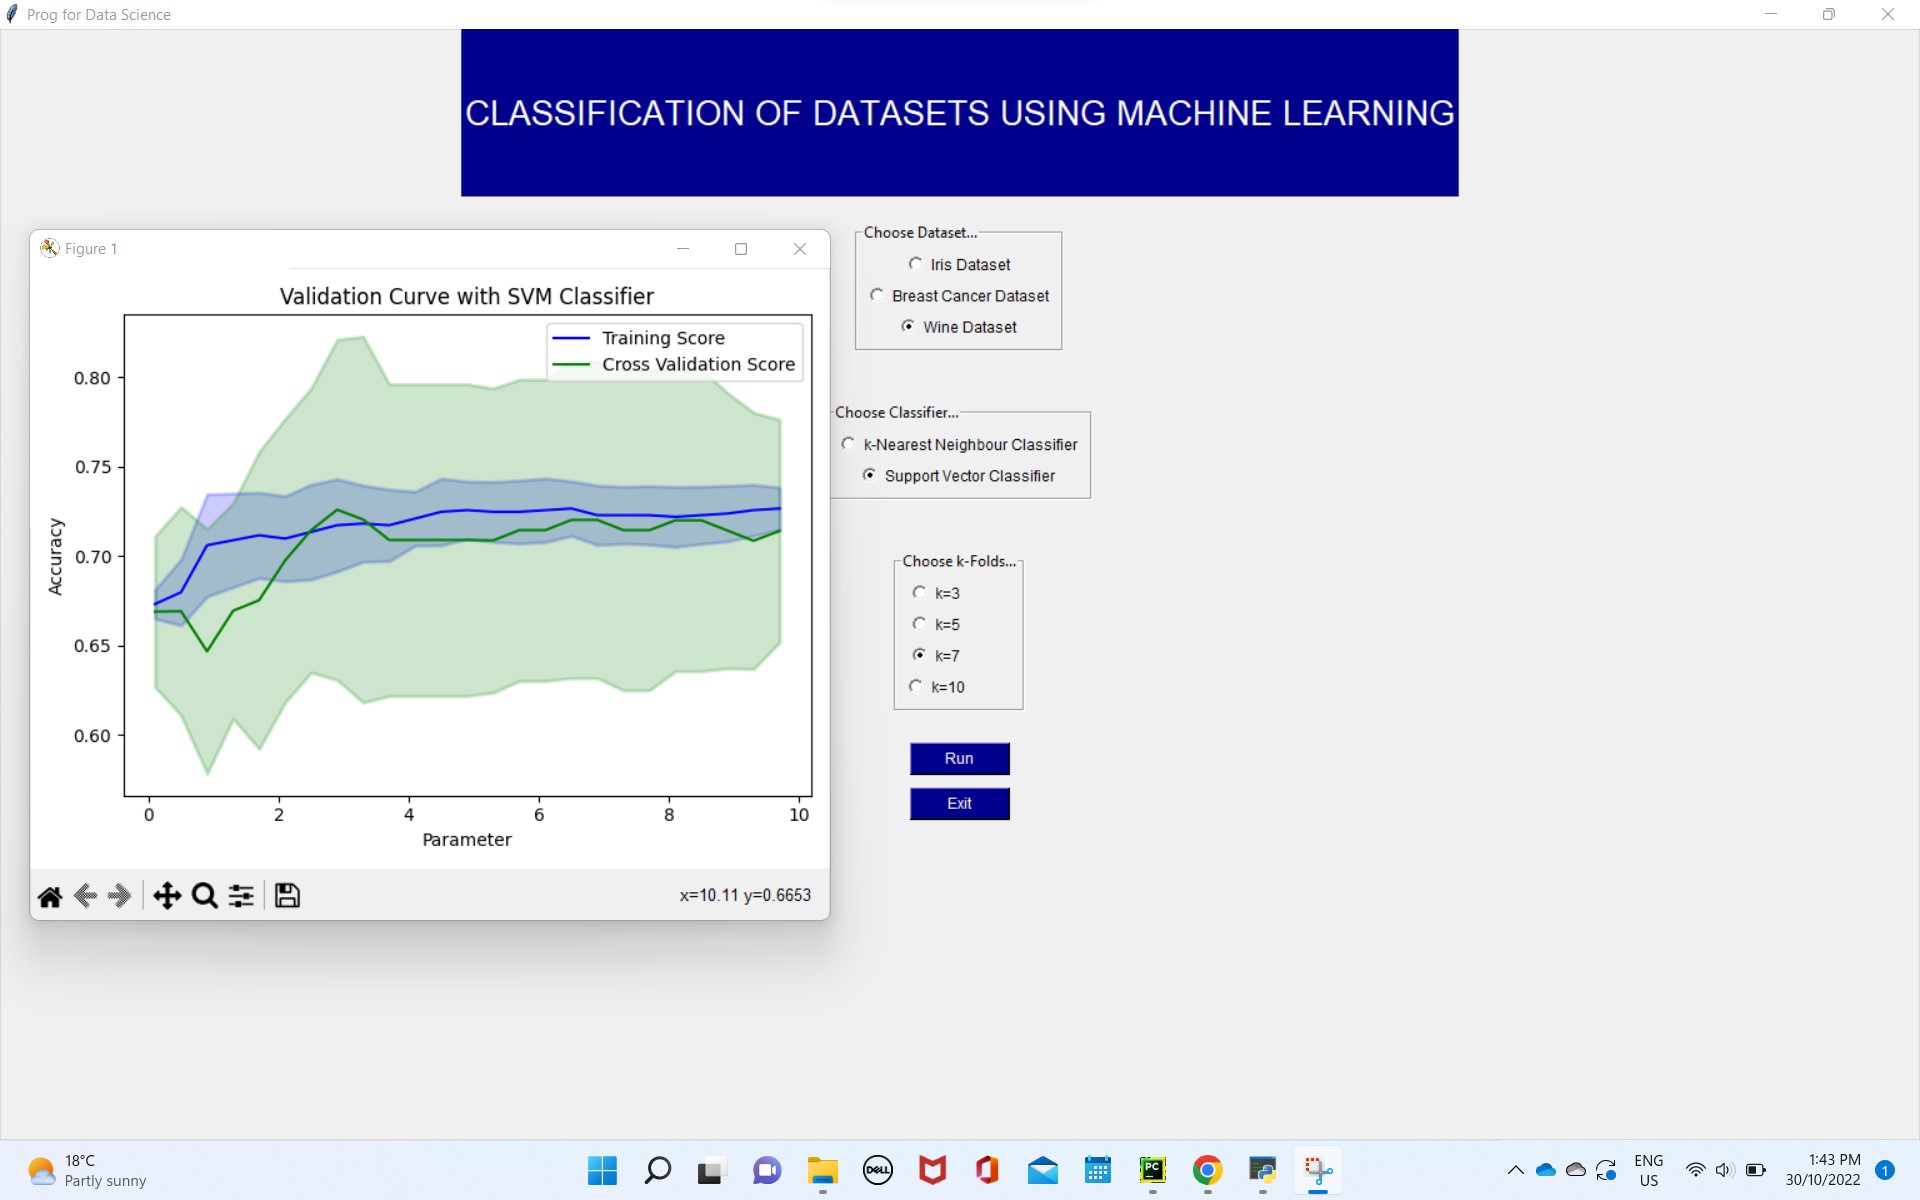 Prog for Data Science
CLASSIFICATION OF DATASETS USING MACHINE LEARNING
Figure 1
Validation Curve with SVM Classifier
Training Score
Cross Validation Score
Accuracy
0.80
0.75
0.70
0.65
0.60
0 2 4 6 8 10
Parameter
x=10.11 y=0.6653
Choose Dataset...
Iris Dataset
Breast Cancer Dataset
Wine Dataset
Choose Classifier...
k-Nearest Neighbour Classifier
Support Vector Classifier
Choose k-Folds...
k=3
k=5
k=7
k=10
Run
Exit
18°C
Partly sunny
DELL
PC
ENG
US
1:43 PM
30/10/2022
1